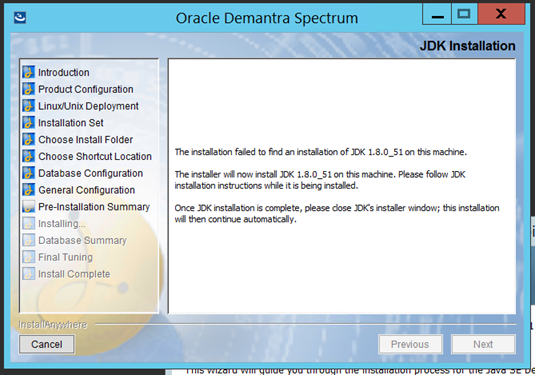 Oracle Demantra Spectrum
JDK Installation
Introduction
Product Configuration
Linux/Unix Deployment
Installation Set
Choose Install Folder
Choose Shortcut Location
Database Configuration
General Configuration
Pre-Installation Summary
Installing...
Database Summary
Final Tuning
Install Complete
The installation failed to find an installation of JDK 1.8.0_51 on this machine.
The installer will now install JDK 1.8.0_51 on this machine. Please follow JDK
installation instructions while it is being installed.
Once JDK installation is complete, please close JDK's installer window; this installation
will then continue automatically.
InstallAnywhere
Cancel
Previous
Next
This wizard will guide you through the installation process for the Java SE De